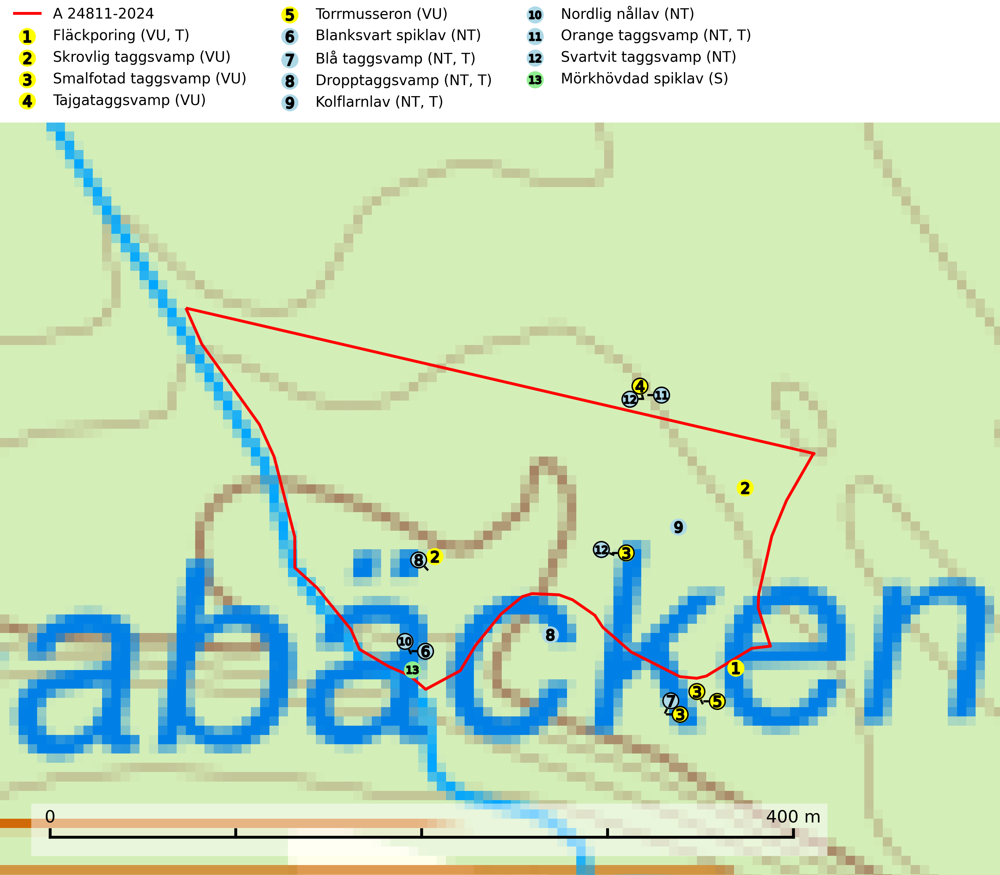 A 24811-2024
1 Fläckporing (VU, T)
2 Skrovlig taggsvamp (VU)
3 Smalfotad taggsvamp (VU)
4 Tajgataggsvamp (VU)
5 Torrmusseron (VU)
6 Blanksvart spiklav (NT)
7 Blå taggsvamp (NT, T)
8 Dropptaggsvamp (NT, T)
9 Kolflarnlav (NT, T)
10 Nordlig nållav (NT)
11 Orange taggsvamp (NT, T)
12 Svartvit taggsvamp (NT)
13 Mörkhövdad spiklav (S)
4
12 11
2
9
12 3
8 2
8
10 6
13
1
3
7 5
3
abäcken
0 400 m